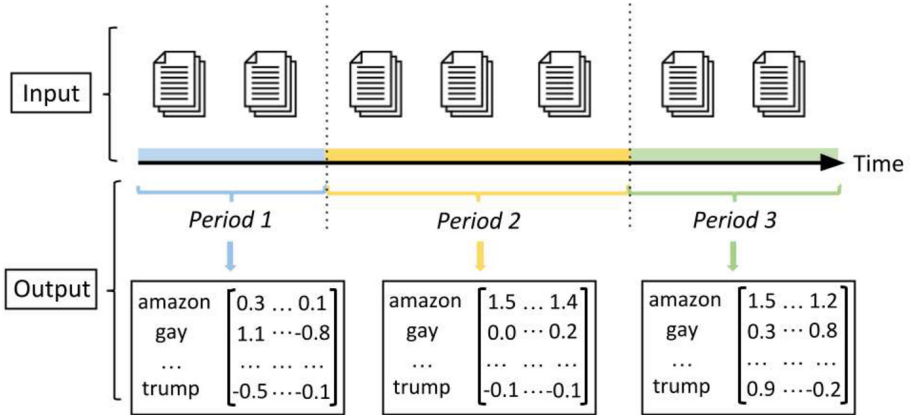 Input
Time
Period 1
Period 2
Period 3
Output
amazon 0.3 ... 0.1
gay 1.1 ...-0.8
... ... ... ...
trump -0.5 ...-0.1
amazon 1.5 ... 1.4
gay 0.0 ... 0.2
... ... ... ...
trump -0.1 ...-0.1
amazon 1.5 ... 1.2
gay 0.3 ... 0.8
... ... ... ...
trump 0.9 ...-0.2